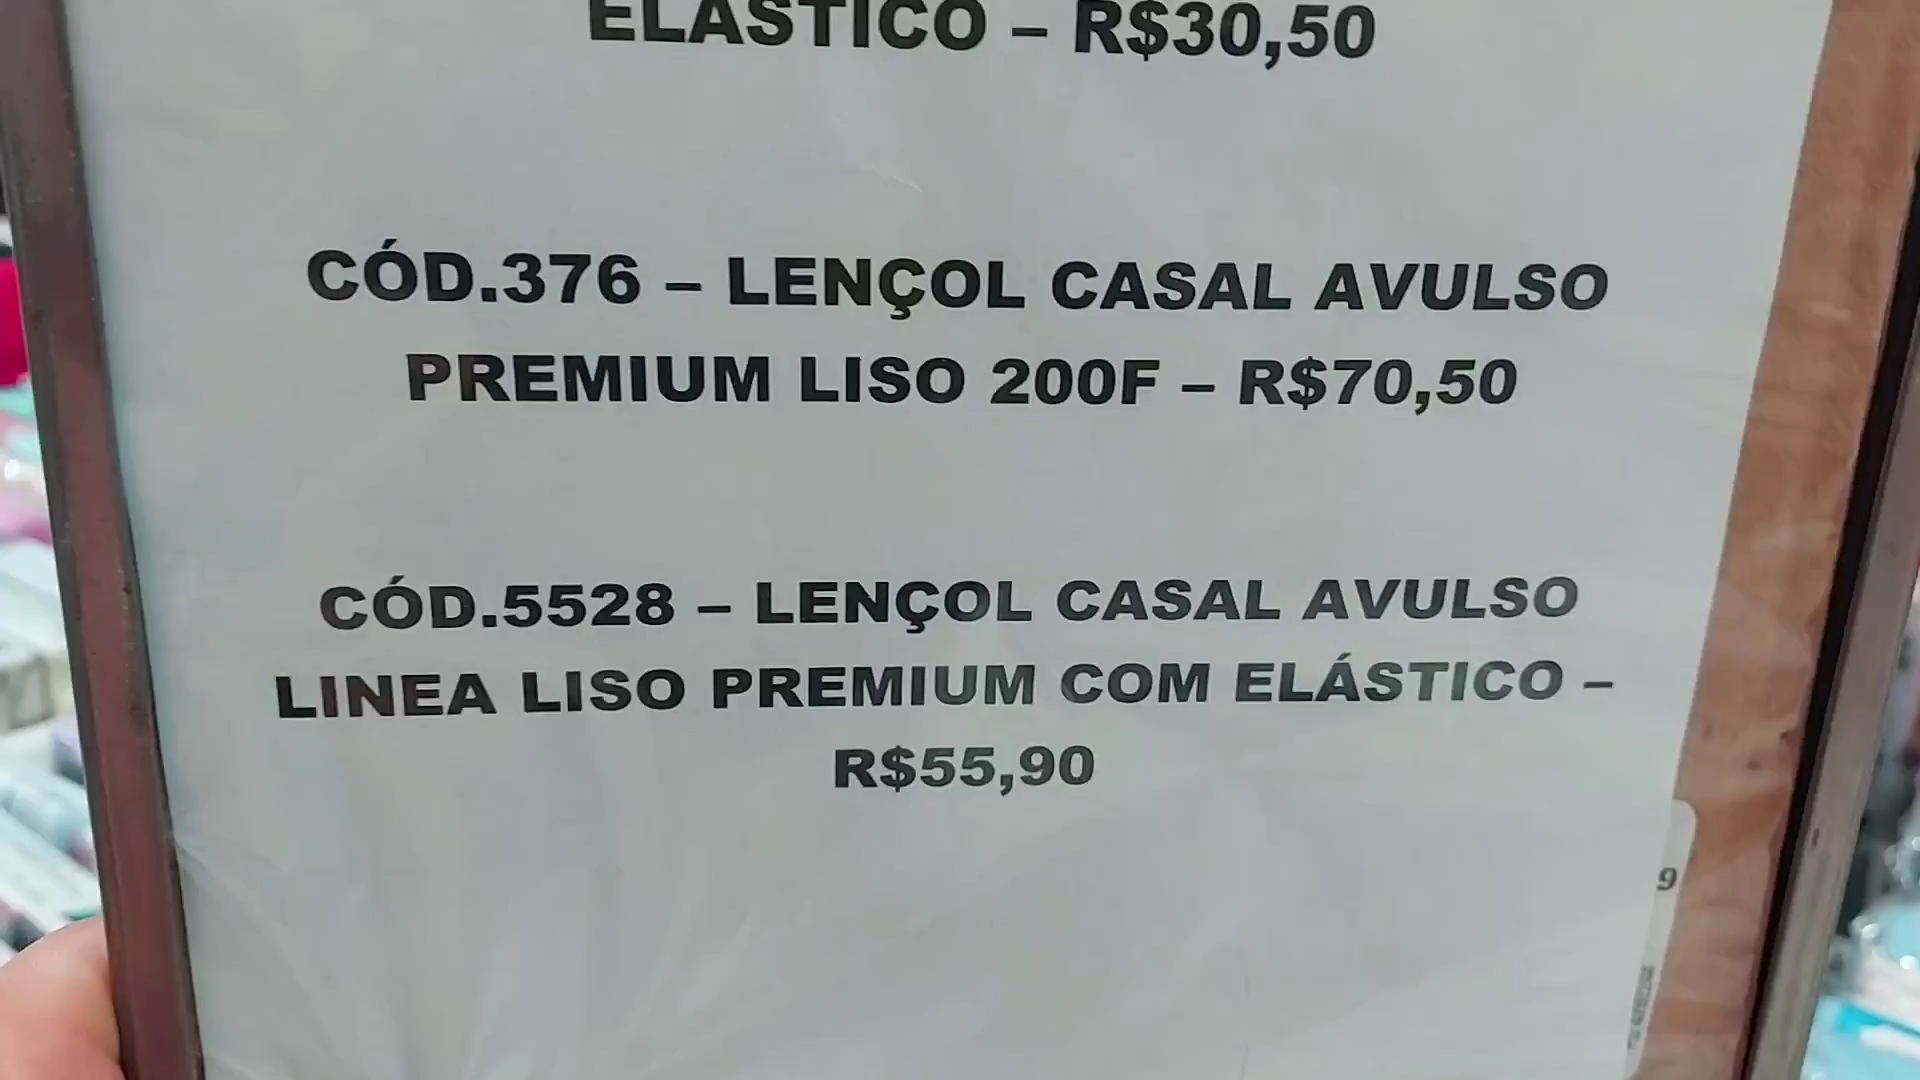 ELÁSTICO – R$30,50
CÓD.376 – LENÇOL CASAL AVULSO
PREMIUM LISO 200F – R$70,50
CÓD.5528 – LENÇOL CASAL AVULSO
LINEA LISO PREMIUM COM ELÁSTICO –
R$55,90
9